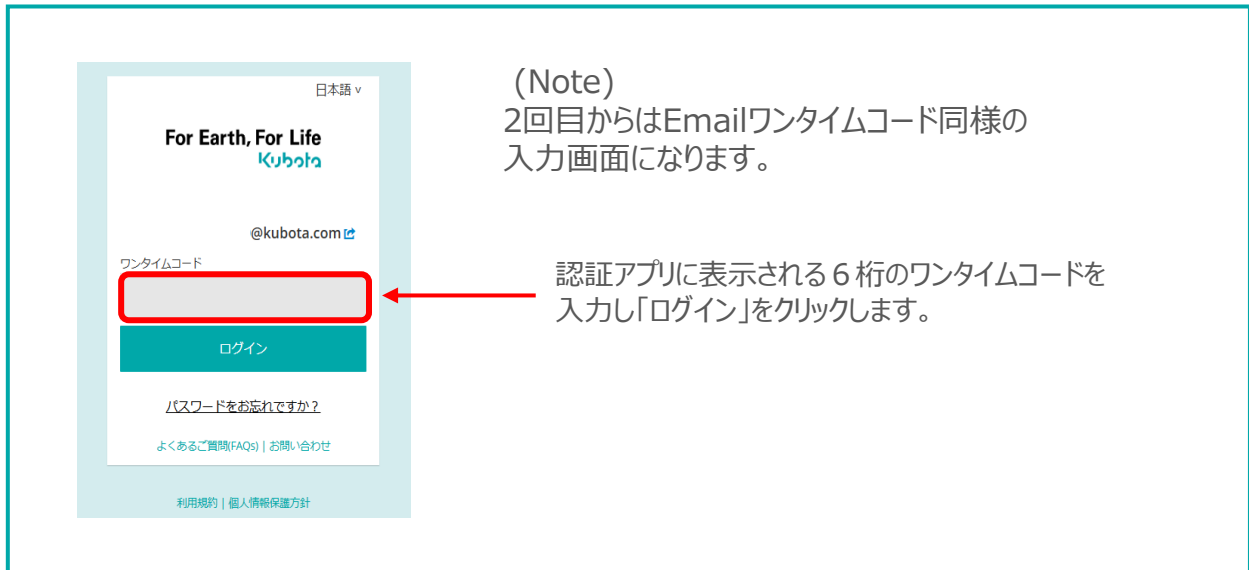 日本語 ∨
For Earth, For Life
Kubota
@kubota.com
ワンタイムコード
ログイン
パスワードをお忘れですか？
よくあるご質問(FAQs) | お問い合わせ
利用規約 | 個人情報保護方針
(Note)
2回目からはEmailワンタイムコード同様の
入力画面になります。
認証アプリに表示される６桁のワンタイムコードを
入力し「ログイン」をクリックします。